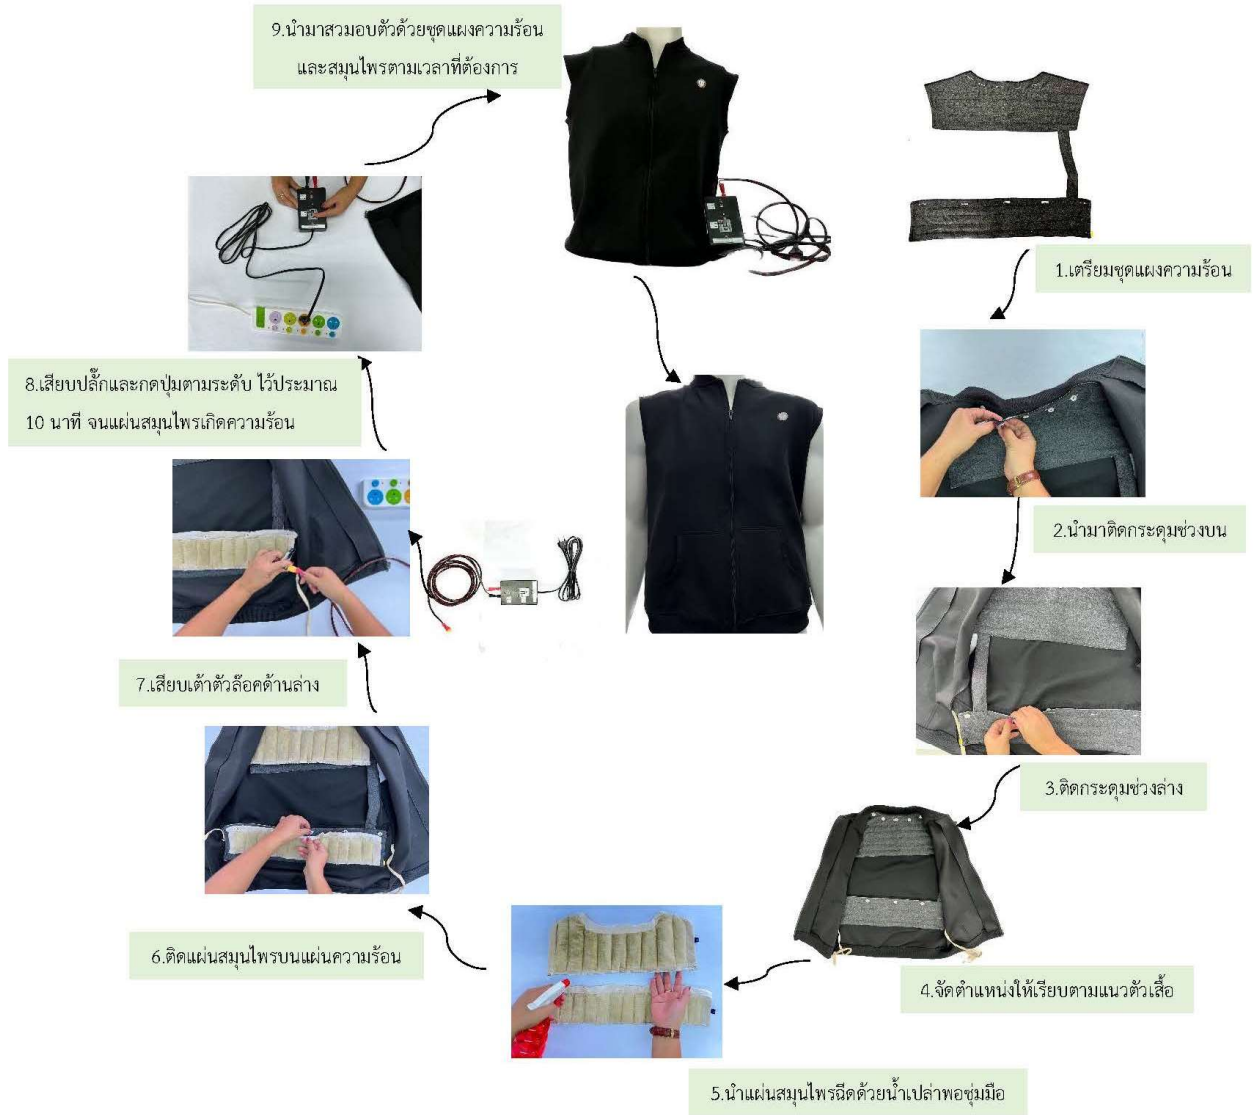 9.นำมาสวมอบตัวด้วยชุดแผงความร้อน
และสมุนไพรตามเวลาที่ต้องการ
1.เตรียมชุดแผงความร้อน
8.เสียบปลั๊กและกดปุ่มตามระดับ ไว้ประมาณ
10 นาที จนแผ่นสมุนไพรเกิดความร้อน
2.นำมาติดกระดุมช่วงบน
7.เสียบเต้าตัวล๊อคด้านล่าง
3.ติดกระดุมช่วงล่าง
6.ติดแผ่นสมุนไพรบนแผ่นความร้อน
4.จัดตำแหน่งให้เรียบตามแนวตัวเสื้อ
5.นำแผ่นสมุนไพรฉีดด้วยน้ำเปล่าพอชุ่มมือ